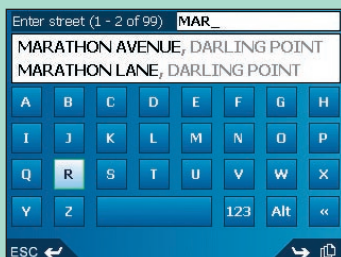 Enter street (1 - 2 of 99) MAR_
MARATHON AVENUE, DARLING POINT
MARATHON LANE, DARLING POINT
A B C D E F G H
I J K L M N O P
Q R S T U V W X
Y Z 123 Alt «
ESC